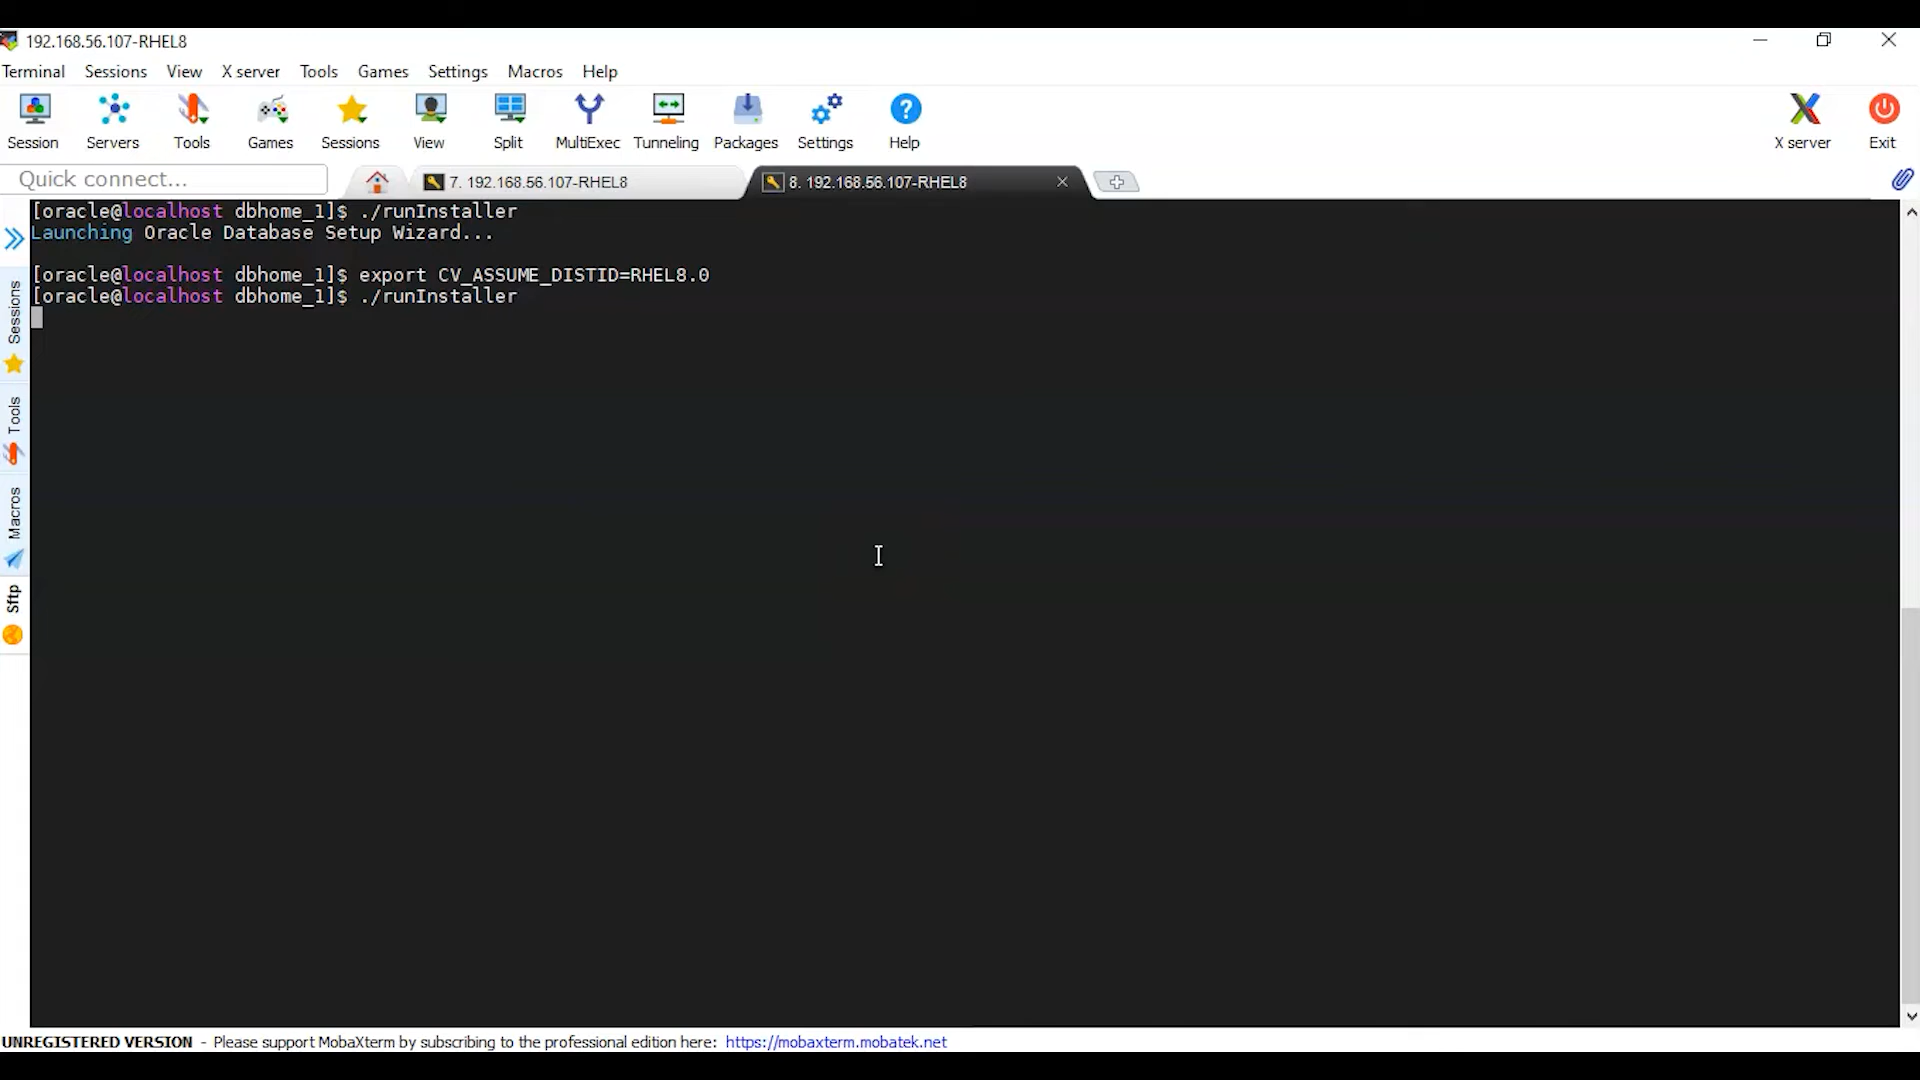 192.168.56.107-RHEL8
Terminal Sessions View X server Tools Games Settings Macros Help
Session Servers Tools Games Sessions View Split MultiExec Tunneling Packages Settings Help X server Exit
Quick connect... 7. 192.168.56.107-RHEL8 8. 192.168.56.107-RHEL8
[oracle@localhost dbhome_1]$ ./runInstaller
Launching Oracle Database Setup Wizard...
[oracle@localhost dbhome_1]$ export CV_ASSUME_DISTID=RHEL8.0
[oracle@localhost dbhome_1]$ ./runInstaller
Sessions
Tools
Macros
Sftp
UNREGISTERED VERSION - Please support MobaXterm by subscribing to the professional edition here: https://mobaxterm.mobatek.net